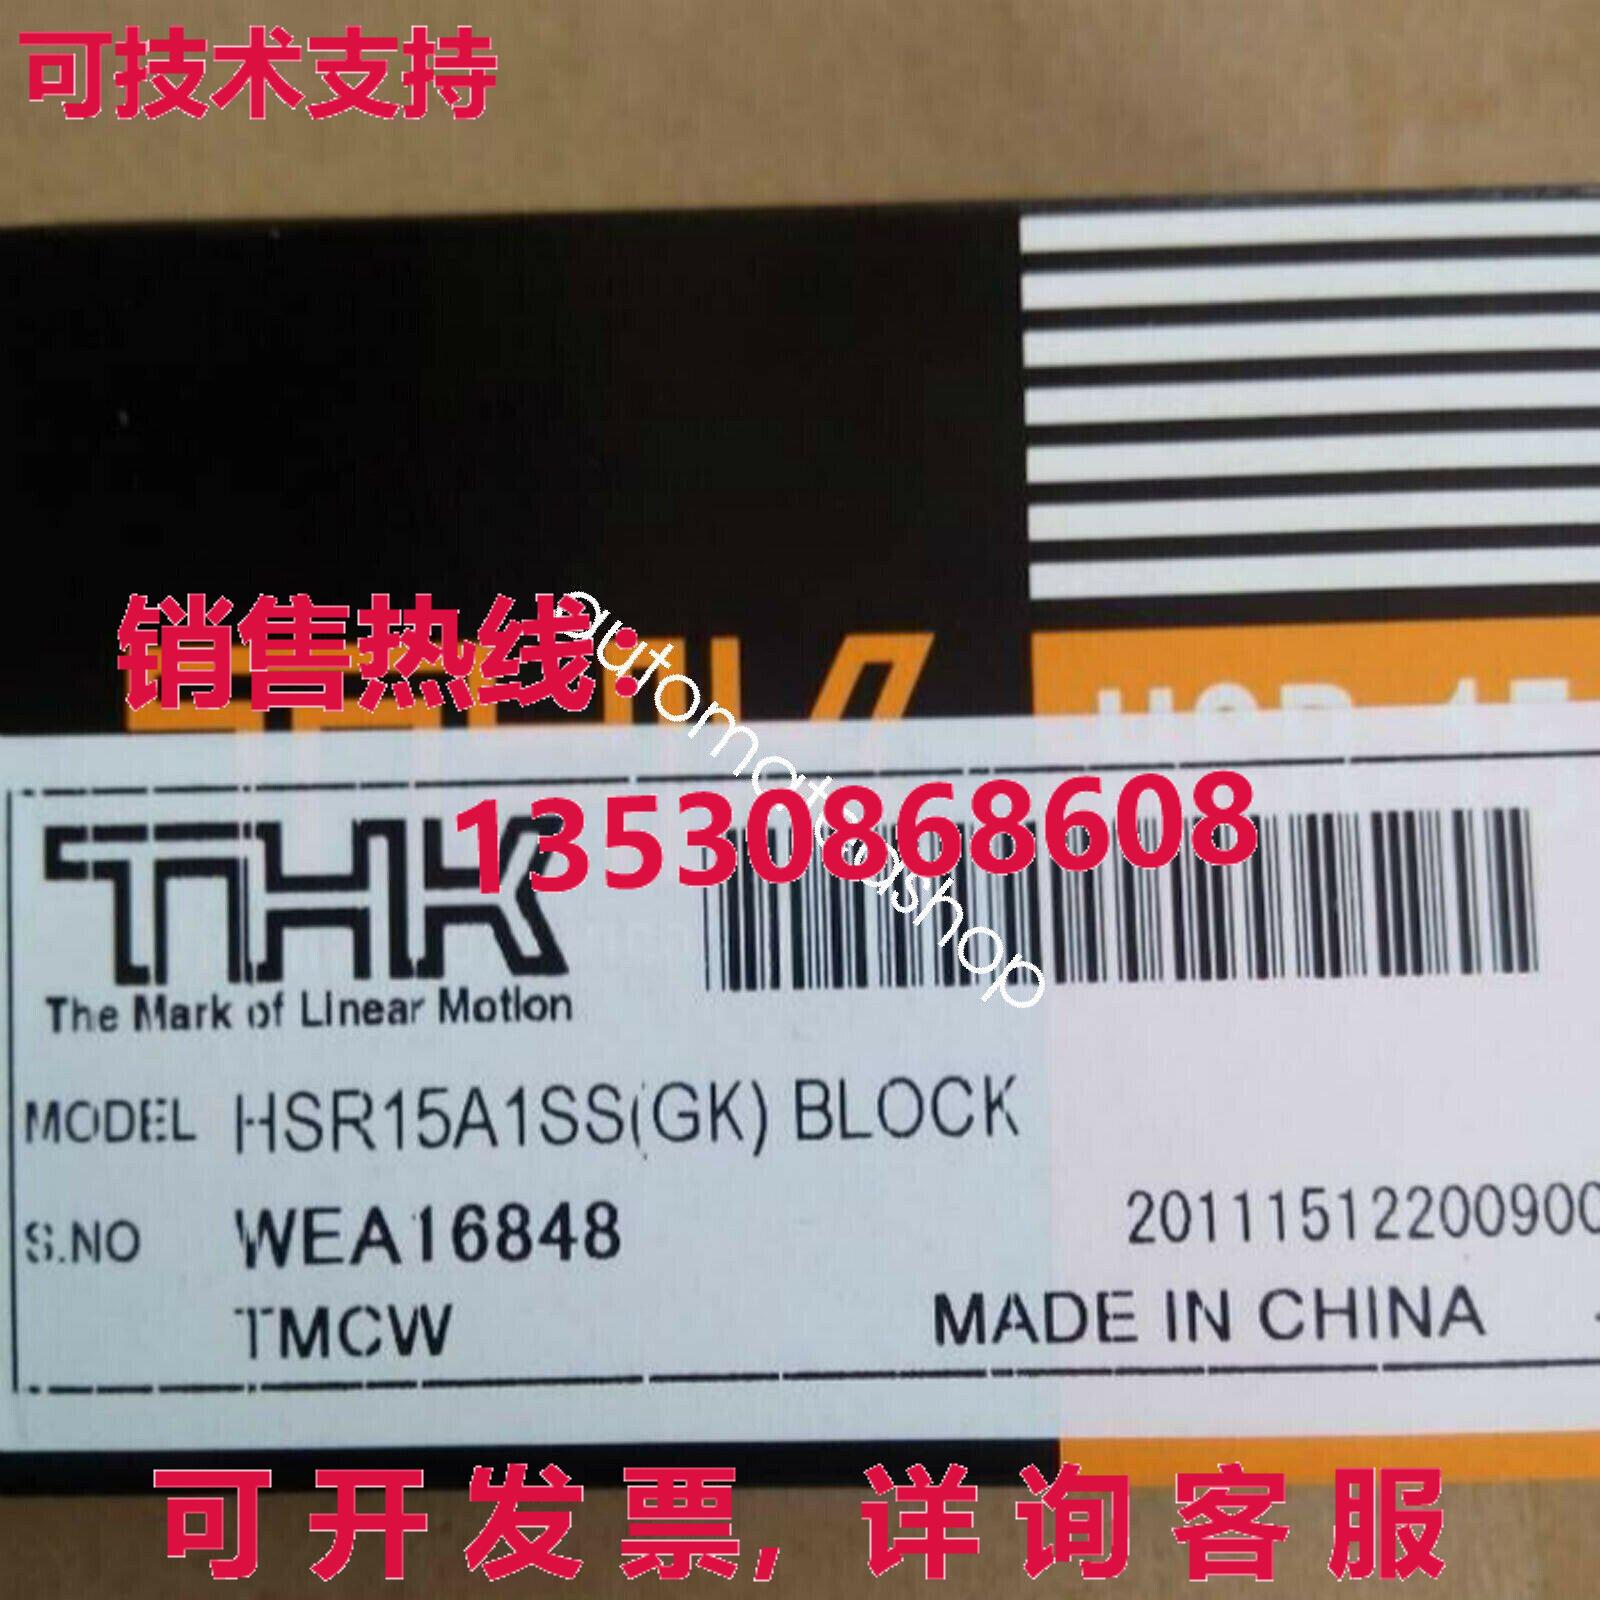 可技术支持
销售热线:
13530868608
automateshop
THK
The Mark of Linear Motion
MODEL HSR15A1SS(GK) BLOCK
S.NO WEA16848
20111512200900
TMCW
MADE IN CHINA
可开发票,详询客服